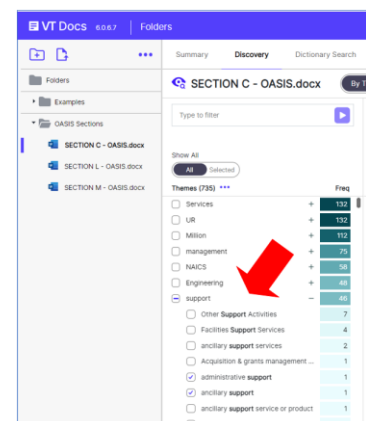 VT Docs 6.0.6.7 Folders
Summary Discovery Dictionary Search
Folders
SECTION C - OASIS.docx By T
Examples
Type to filter
OASIS Sections
SECTION C - OASIS.docx
Show All
SECTION L - OASIS.docx
All Selected
SECTION M - OASIS.docx
Themes (735) ••• Freq
Services + 132
UR + 132
Million + 112
management + 75
NAICS + 58
Engineering + 48
support − 46
Other Support Activities 7
Facilities Support Services 4
ancillary support services 2
Acquisition & grants management ... 1
administrative support 1
ancillary support 1
ancillary support service or product 1